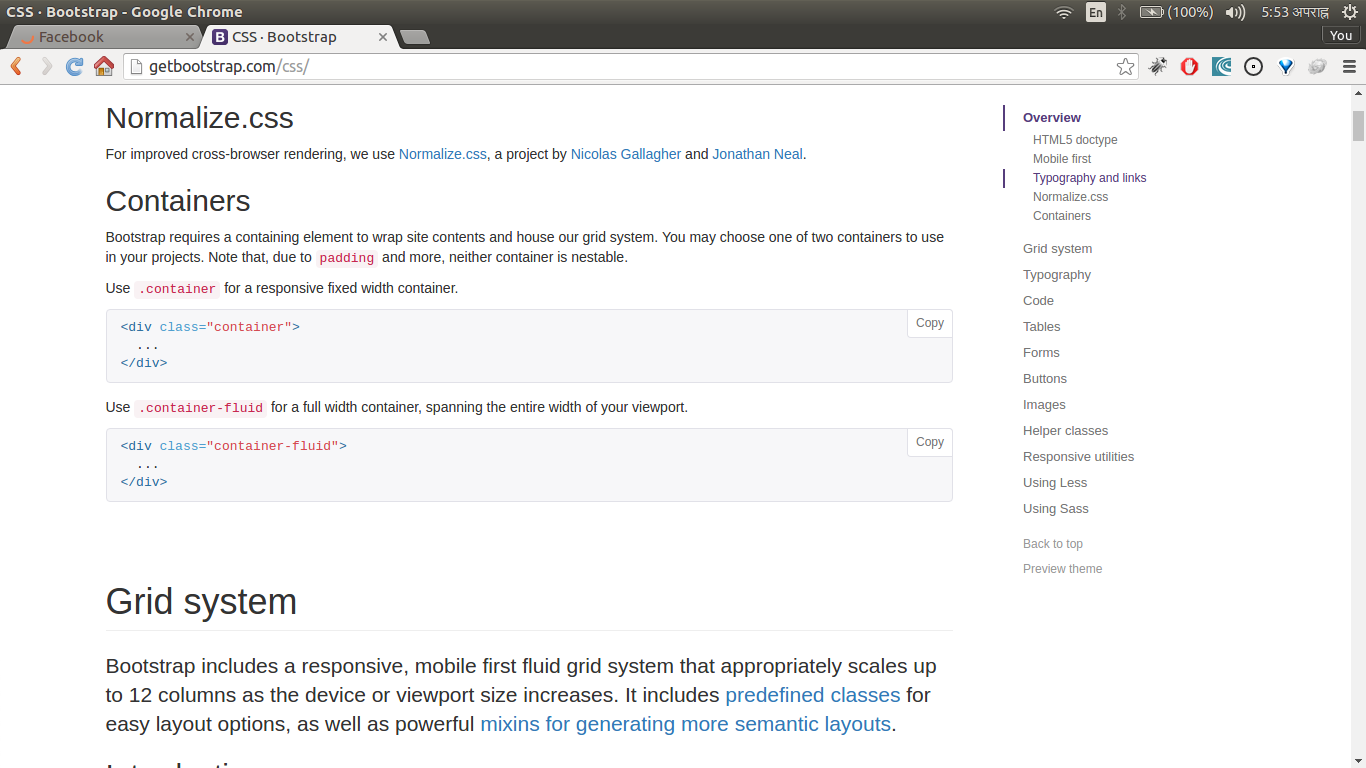 CSS · Bootstrap - Google Chrome
En
(100%)
5:53 अपराह्न
Facebook
CSS · Bootstrap
You
getbootstrap.com/css/
Normalize.css
For improved cross-browser rendering, we use Normalize.css, a project by Nicolas Gallagher and Jonathan Neal.
Containers
Bootstrap requires a containing element to wrap site contents and house our grid system. You may choose one of two containers to use
in your projects. Note that, due to padding and more, neither container is nestable.
Use .container for a responsive fixed width container.
Copy
<div class="container">
  ...
</div>
Use .container-fluid for a full width container, spanning the entire width of your viewport.
Copy
<div class="container-fluid">
  ...
</div>
Grid system
Bootstrap includes a responsive, mobile first fluid grid system that appropriately scales up
to 12 columns as the device or viewport size increases. It includes predefined classes for
easy layout options, as well as powerful mixins for generating more semantic layouts.
Overview
HTML5 doctype
Mobile first
Typography and links
Normalize.css
Containers
Grid system
Typography
Code
Tables
Forms
Buttons
Images
Helper classes
Responsive utilities
Using Less
Using Sass
Back to top
Preview theme